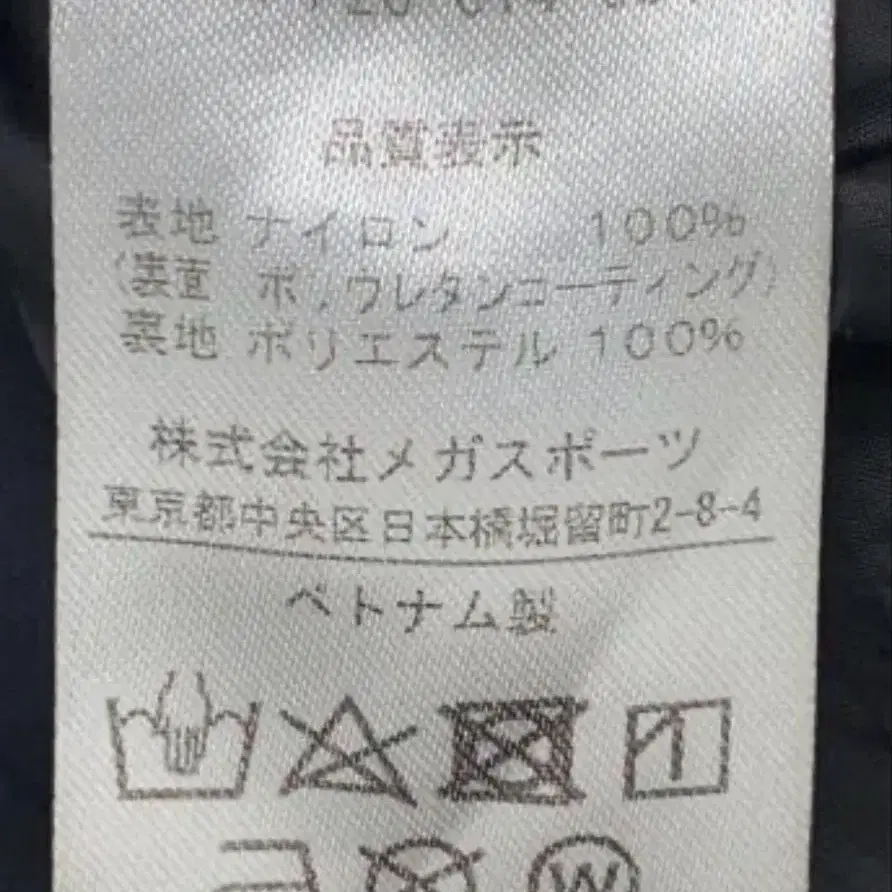 品質表示
表地 ナイロン 100%
(裏面 ポ ウレタンコーティング)
裏地 ポリエステル 100%
株式会社メガスポーツ
東京都中央区日本橋堀留町2-8-4
ベトナム製
W